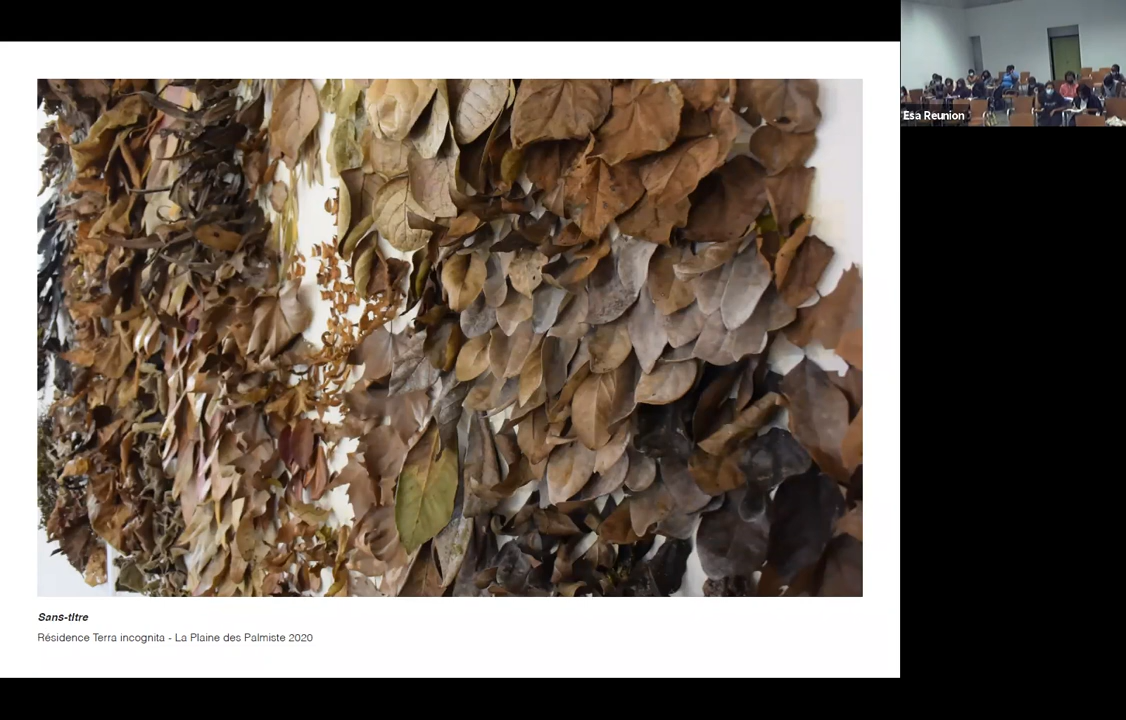 Esa Reunion
Sans-titre
Résidence Terra incognita - La Plaine des Palmiste 2020